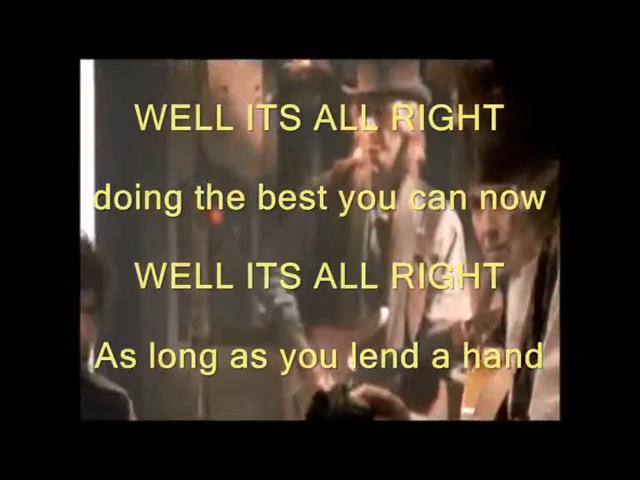 WELL ITS ALL RIGHT
doing the best you can now
WELL ITS ALL RIGHT
As long as you lend a hand